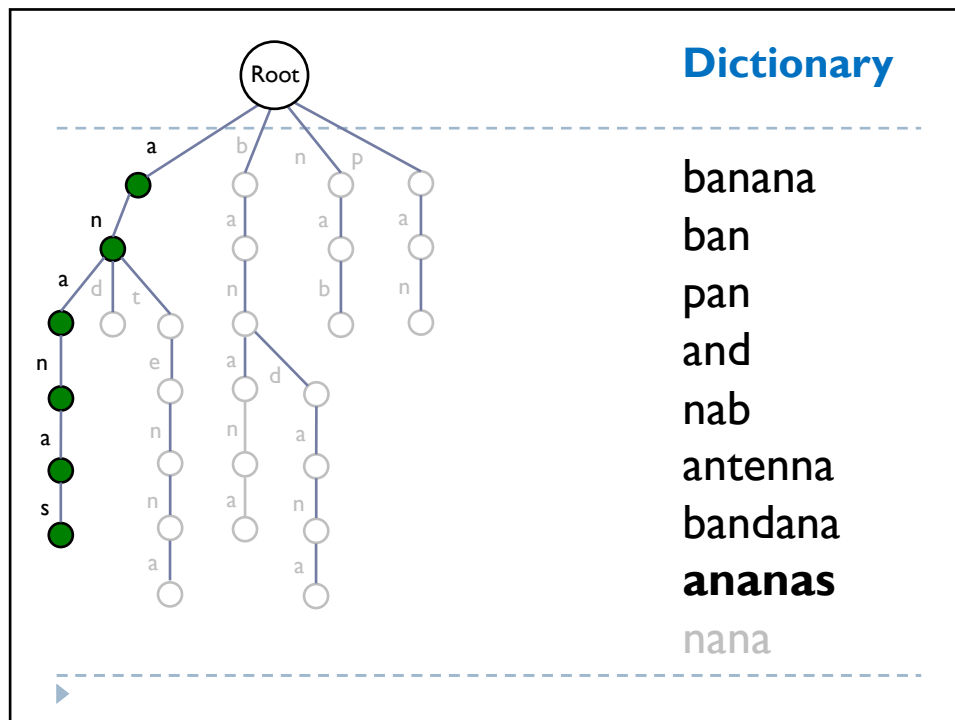 Dictionary
Root
a b n p
n a a a
a d t n b n
n e a d
a n n a
s n a n
a a
banana
ban
pan
and
nab
antenna
bandana
ananas
nana